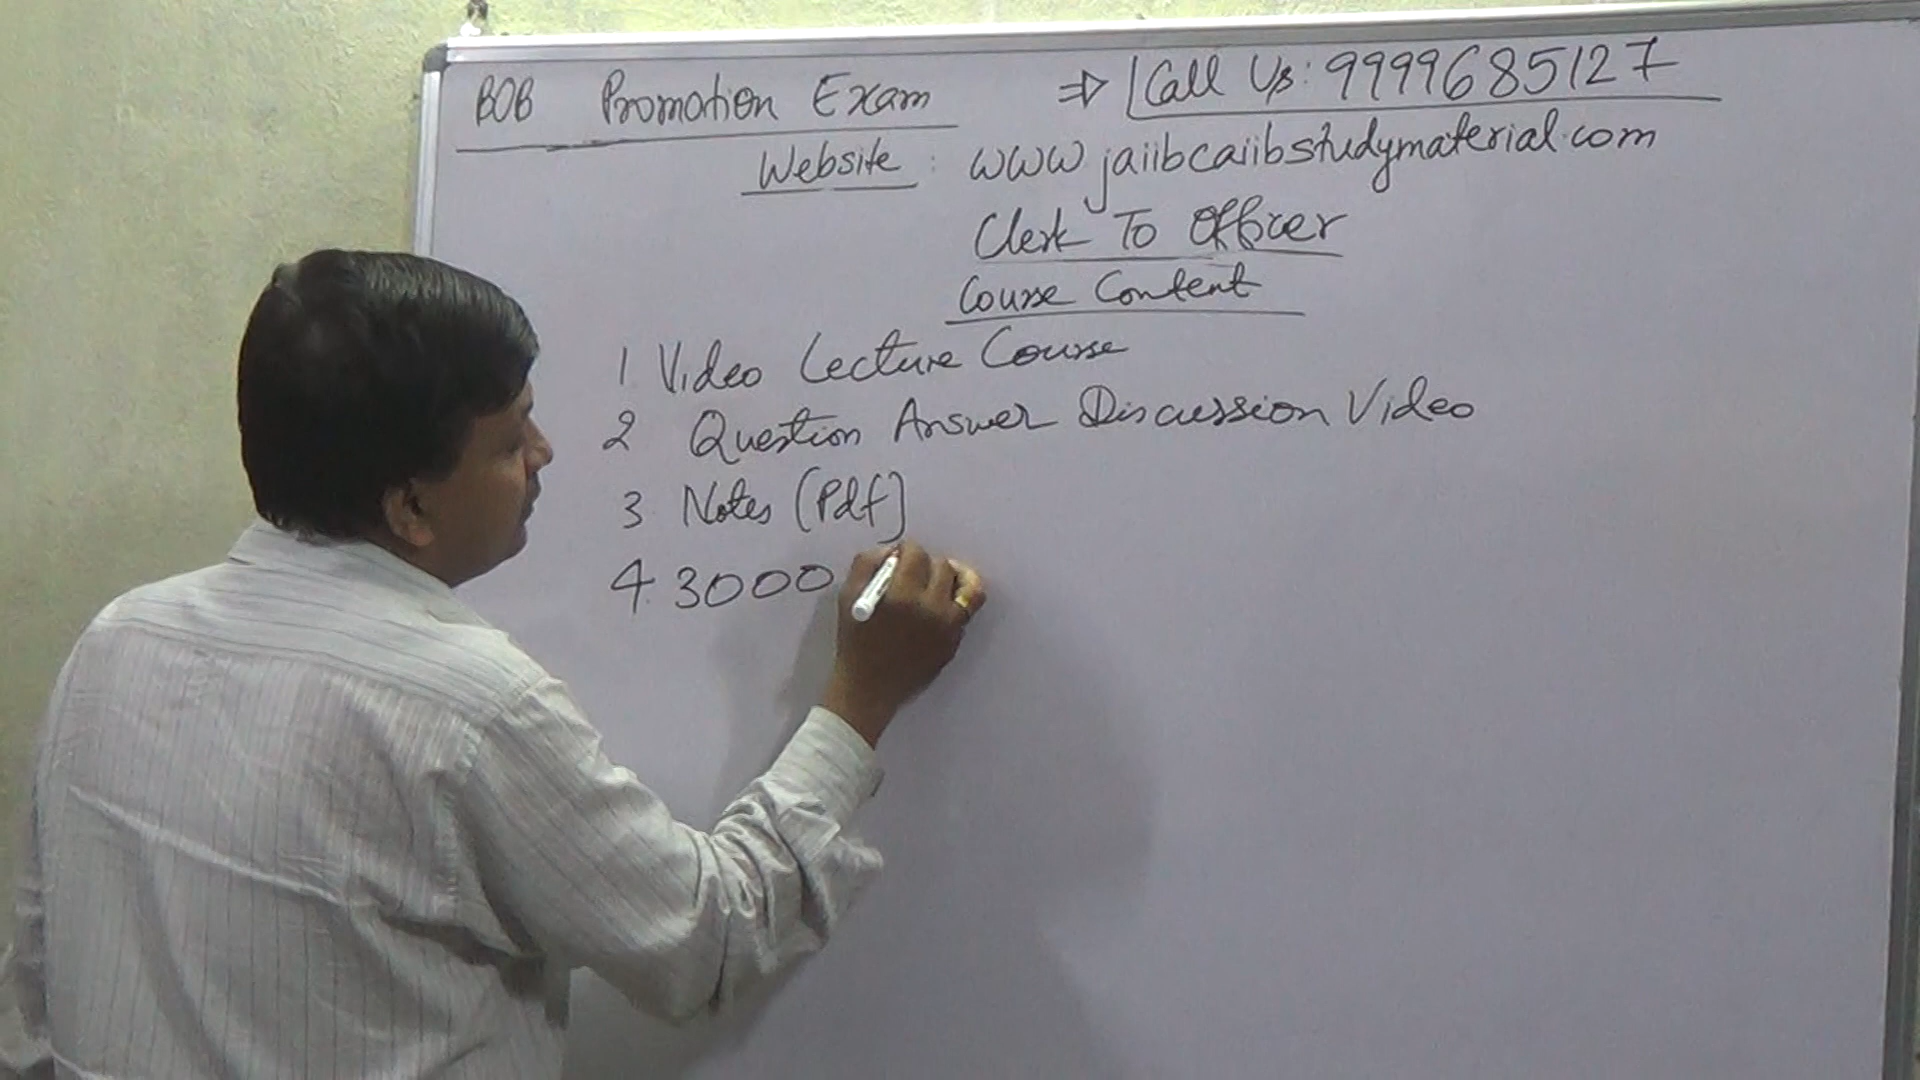 BOB Promotion Exam ⇒ Call Us: 9999685127
Website : www.jaiibcaiibstudymaterial.com
Clerk To Officer
Course Content
1 Video Lecture Course
2 Question Answer Discussion Video
3 Notes (Pdf)
4. 3000